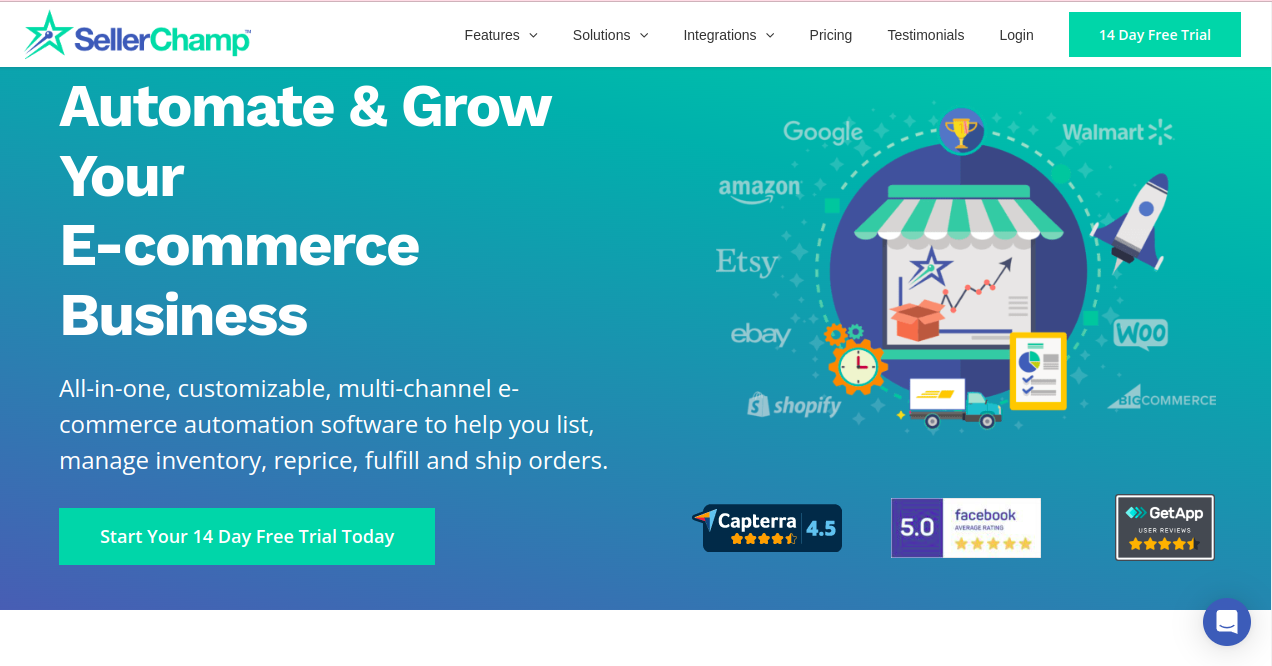 SellerChamp™
Features
Solutions
Integrations
Pricing
Testimonials
Login
14 Day Free Trial
Automate & Grow
Your
E-commerce
Business
All-in-one, customizable, multi-channel e-
commerce automation software to help you list,
manage inventory, reprice, fulfill and ship orders.
Start Your 14 Day Free Trial Today
Google
Walmart
amazon
Etsy
ebay
WOO
shopify
BIGCOMMERCE
Capterra
4.5
5.0
facebook
AVERAGE RATING
GetApp
USER REVIEWS